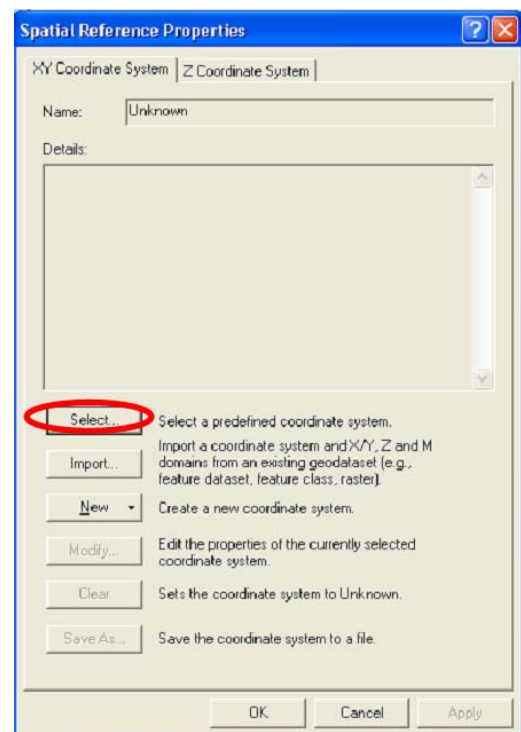 Spatial Reference Properties
XY Coordinate System Z Coordinate System
Name: Unknown
Details:
Select... Select a predefined coordinate system.
Import... Import a coordinate system and X/Y, Z and M
domains from an existing geodataset (e.g.,
feature dataset, feature class, raster).
New Create a new coordinate system.
Modify... Edit the properties of the currently selected
coordinate system.
Clear Sets the coordinate system to Unknown.
Save As... Save the coordinate system to a file.
OK Cancel Apply